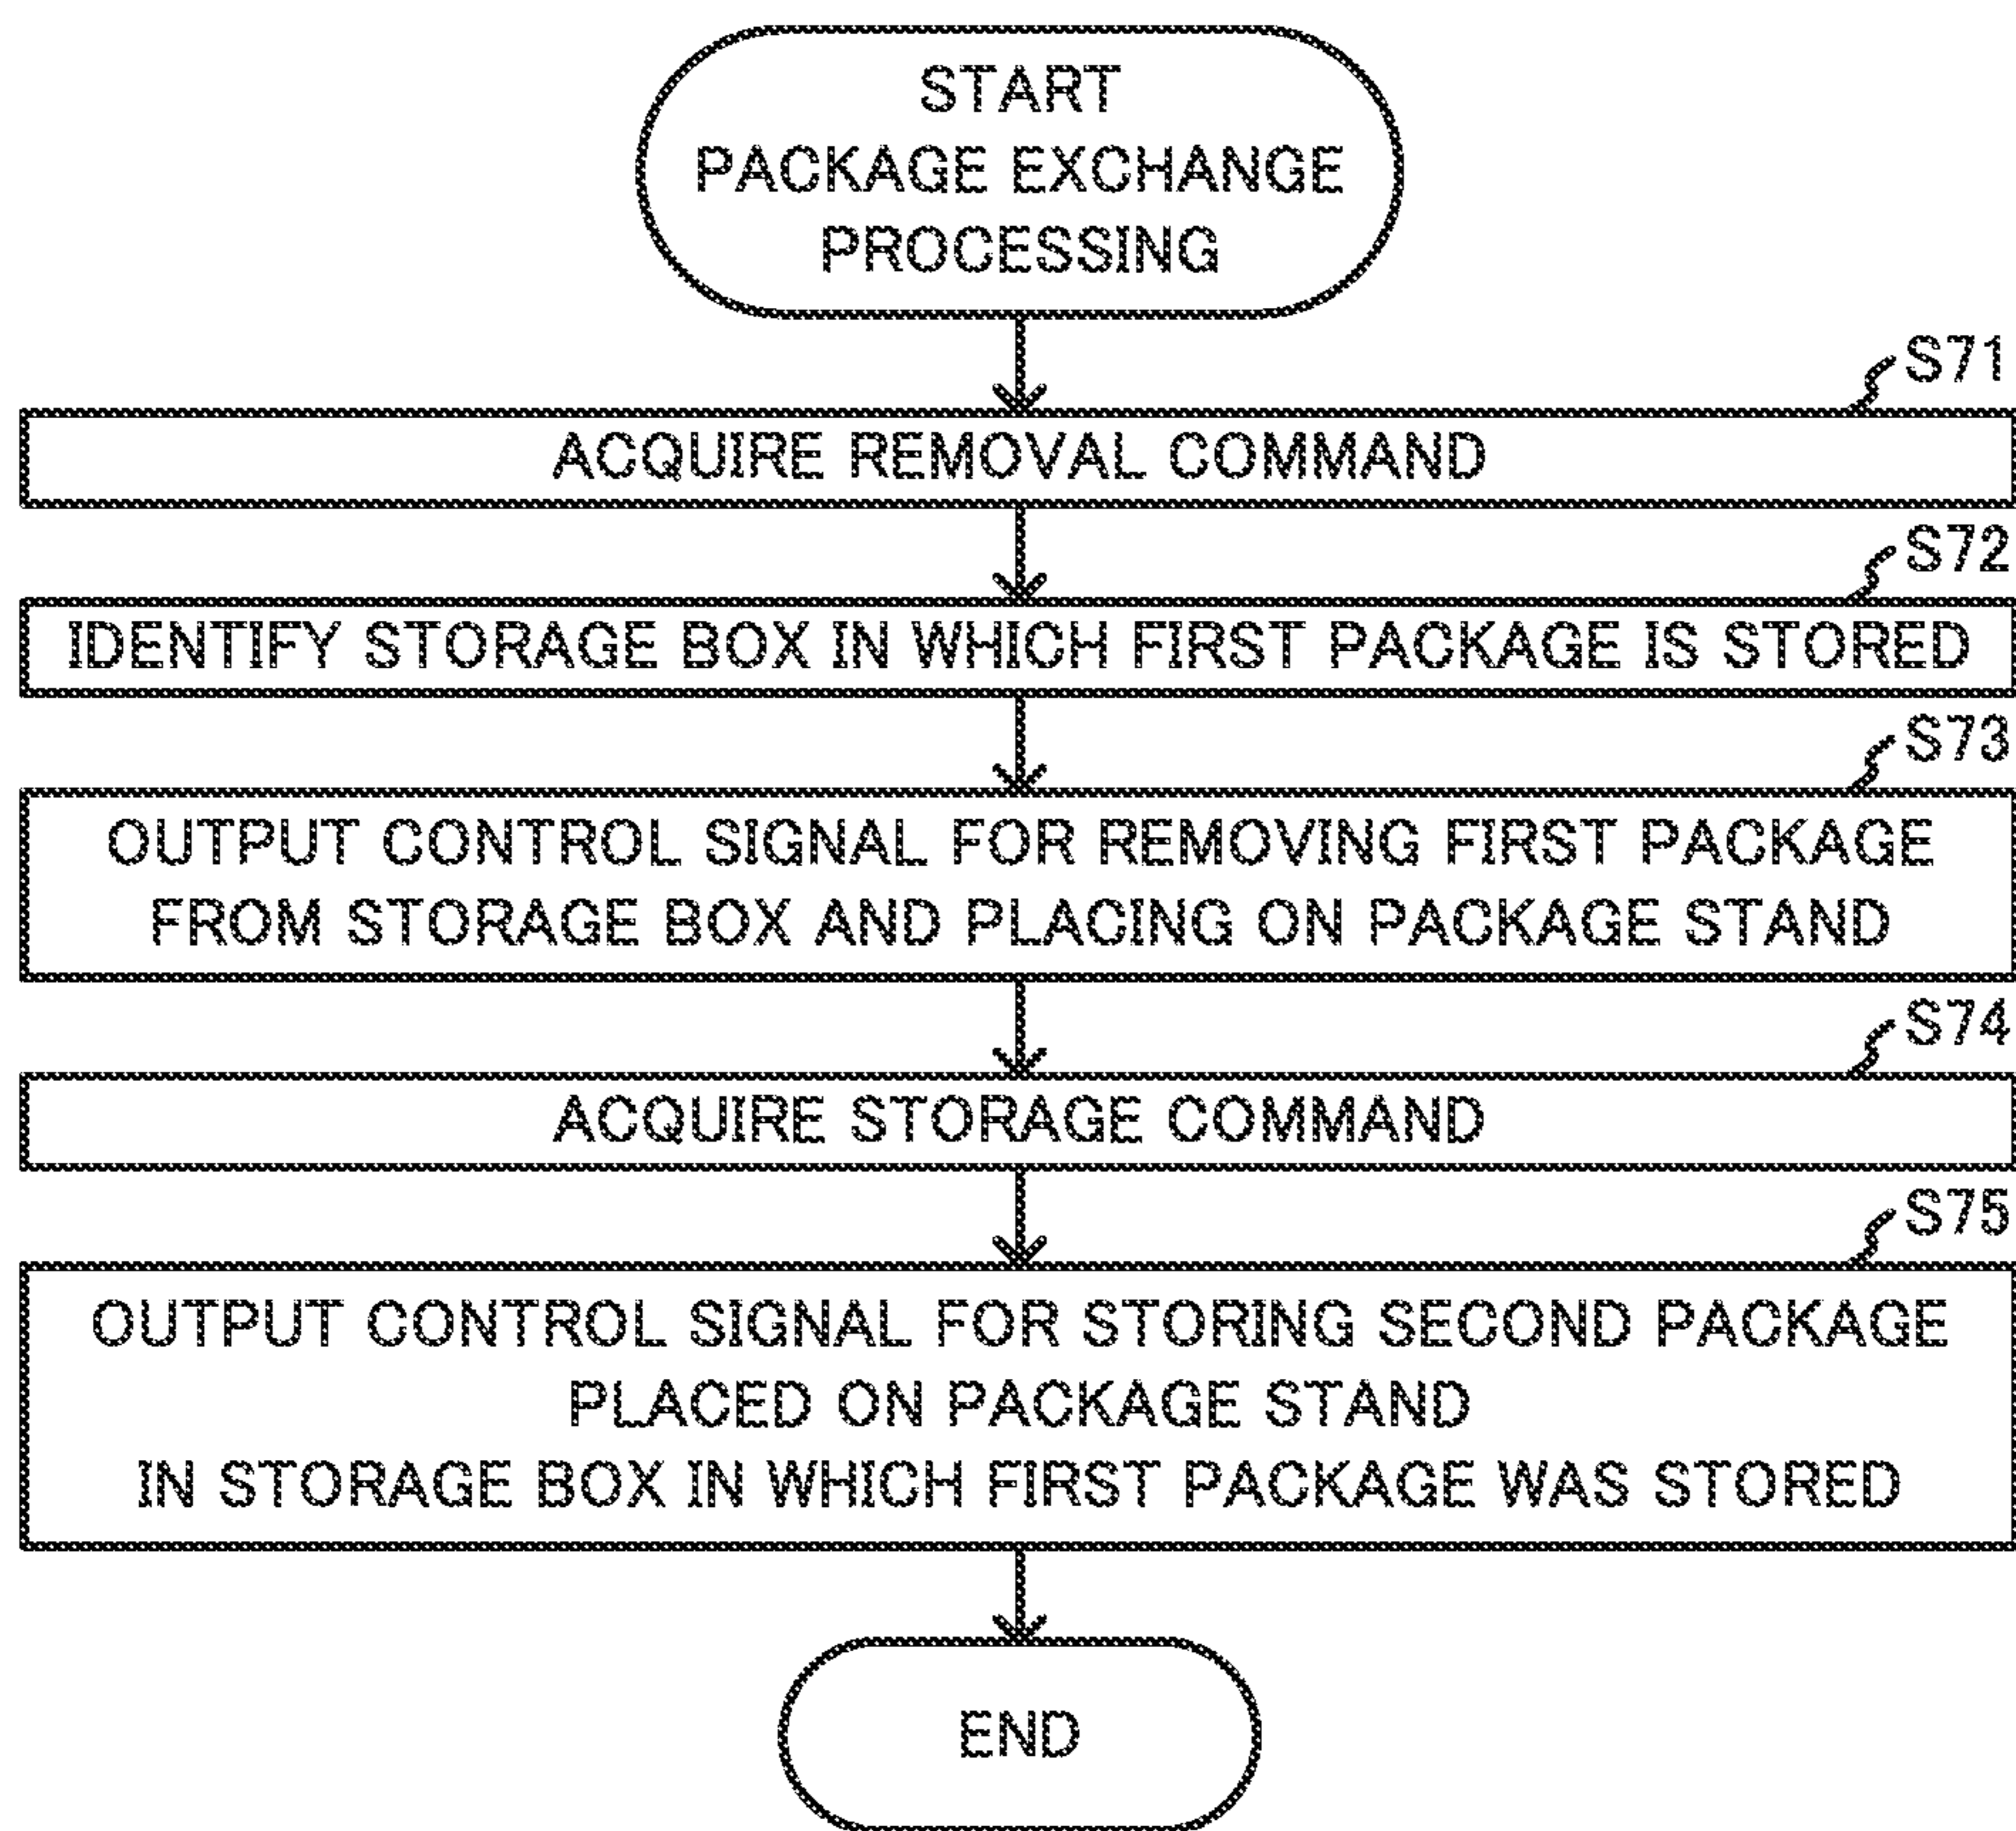 START
PACKAGE EXCHANGE
PROCESSING
S71
ACQUIRE REMOVAL COMMAND
S72
IDENTIFY STORAGE BOX IN WHICH FIRST PACKAGE IS STORED
S73
OUTPUT CONTROL SIGNAL FOR REMOVING FIRST PACKAGE
FROM STORAGE BOX AND PLACING ON PACKAGE STAND
S74
ACQUIRE STORAGE COMMAND
S75
OUTPUT CONTROL SIGNAL FOR STORING SECOND PACKAGE
PLACED ON PACKAGE STAND
IN STORAGE BOX IN WHICH FIRST PACKAGE WAS STORED
END